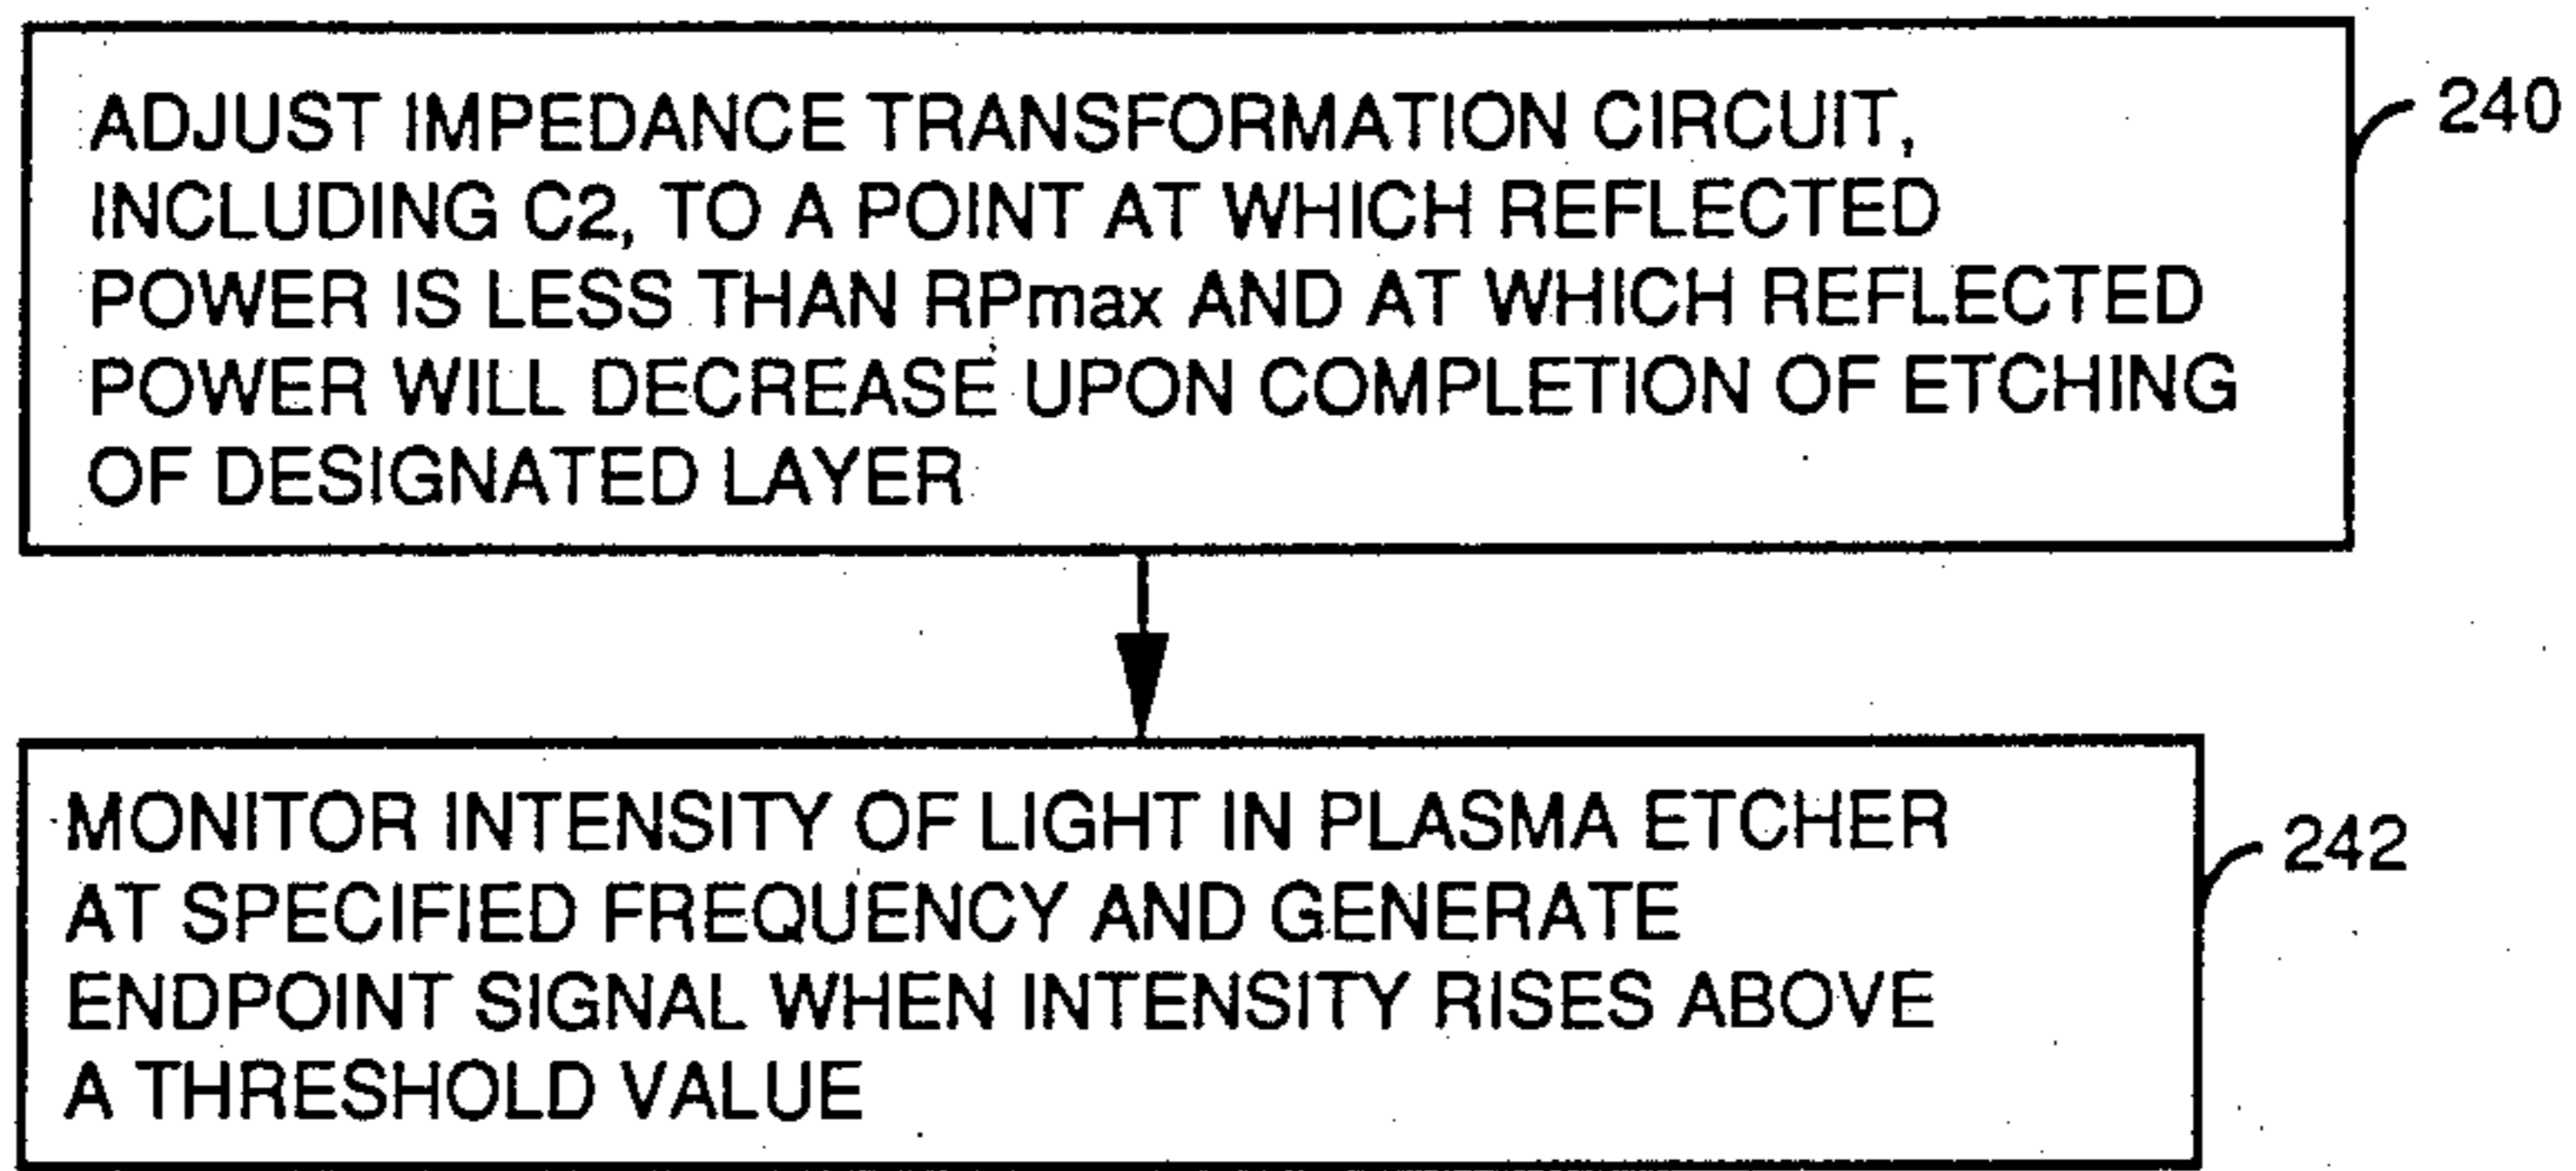 ADJUST IMPEDANCE TRANSFORMATION CIRCUIT,
INCLUDING C2, TO A POINT AT WHICH REFLECTED
POWER IS LESS THAN RPmax AND AT WHICH REFLECTED
POWER WILL DECREASE UPON COMPLETION OF ETCHING
OF DESIGNATED LAYER
240
MONITOR INTENSITY OF LIGHT IN PLASMA ETCHER
AT SPECIFIED FREQUENCY AND GENERATE
ENDPOINT SIGNAL WHEN INTENSITY RISES ABOVE
A THRESHOLD VALUE
242